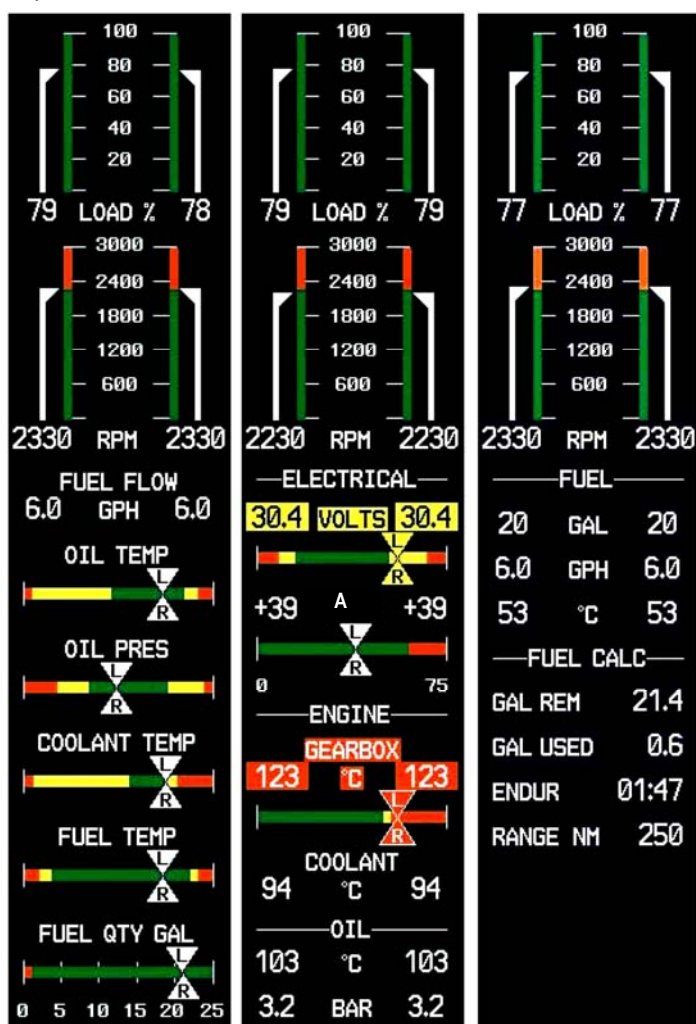 100
80
60
40
20
79 LOAD % 78
3000
2400
1800
1200
600
2330 RPM 2330
FUEL FLOW
6.0 GPH 6.0
OIL TEMP
L
R
OIL PRES
L
R
COOLANT TEMP
L
R
FUEL TEMP
L
R
FUEL QTY GAL
L
R
0 5 10 15 20 25
100
80
60
40
20
79 LOAD % 79
3000
2400
1800
1200
600
2230 RPM 2230
ELECTRICAL
30.4 VOLTS 30.4
L
R
+39 A +39
L
R
0 75
ENGINE
GEARBOX
123 °C 123
L
R
COOLANT
94 °C 94
OIL
103 °C 103
3.2 BAR 3.2
100
80
60
40
20
77 LOAD % 77
3000
2400
1800
1200
600
2330 RPM 2330
FUEL
20 GAL 20
6.0 GPH 6.0
53 °C 53
FUEL CALC
GAL REM 21.4
GAL USED 0.6
ENDUR 01:47
RANGE NM 250